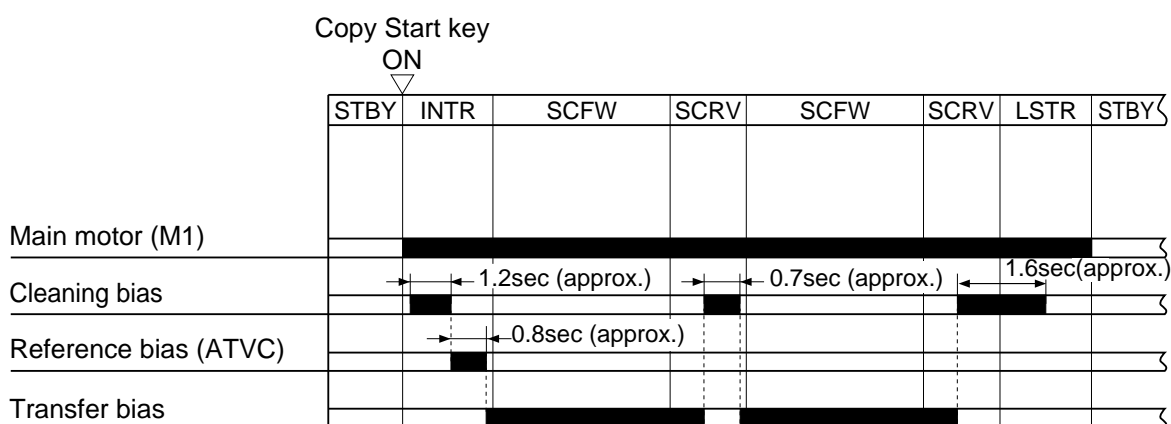 Copy Start key
ON
STBY INTR SCFW SCRV SCFW SCRV LSTR STBY
Main motor (M1)
Cleaning bias 1.2sec (approx.) 0.7sec (approx.) 1.6sec(approx.)
Reference bias (ATVC) 0.8sec (approx.)
Transfer bias